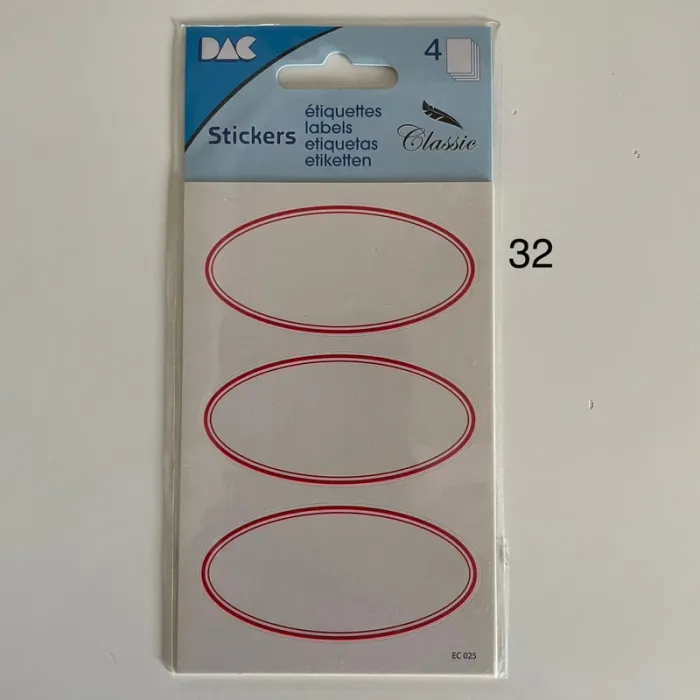 DAC
4
Stickers
étiquettes
labels
etiquetas
etiketten
Classic
32
EC 025